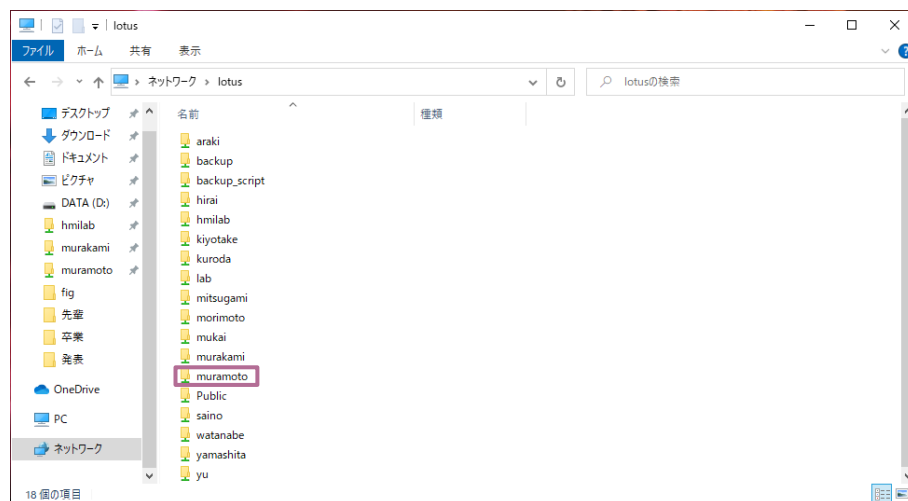 lotus
ファイル ホーム 共有 表示
ネットワーク › lotus
lotusの検索
デスクトップ
ダウンロード
ドキュメント
ピクチャ
DATA (D:)
hmilab
murakami
muramoto
fig
先輩
卒業
発表
OneDrive
PC
ネットワーク
名前 種類
araki
backup
backup_script
hirai
hmilab
kiyotake
kuroda
lab
mitsugami
morimoto
mukai
murakami
muramoto
Public
saino
watanabe
yamashita
yu
18 個の項目